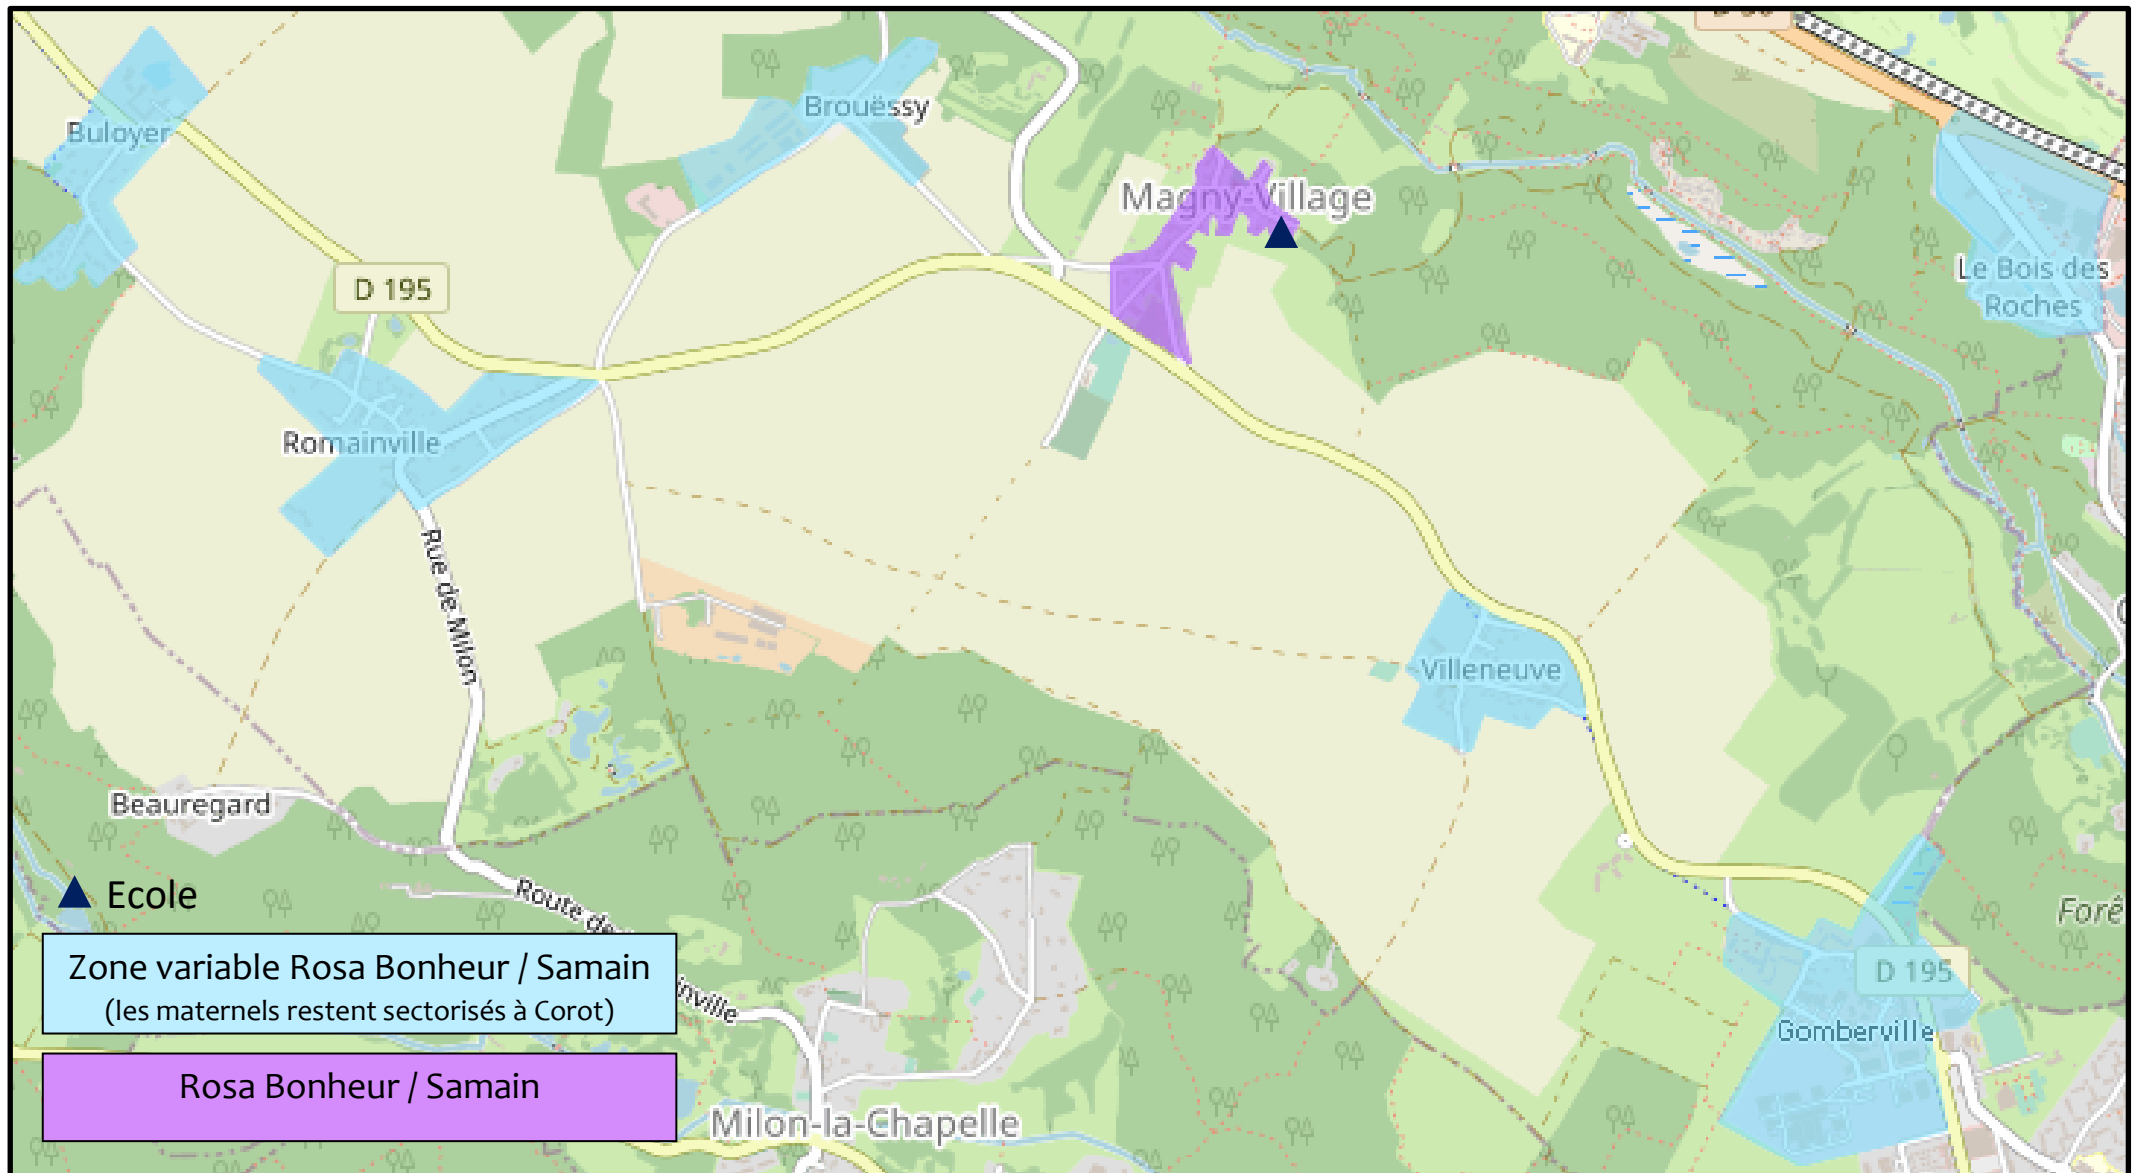 Buloyer
Brouëssy
Magny-Village
Le Bois des
Roches
D 195
Romainville
Rue de Milon
Villeneuve
Beauregard
Ecole
Route de
inville
Forê
D 195
Gomberville
Zone variable Rosa Bonheur / Samain
(les maternels restent sectorisés à Corot)
Rosa Bonheur / Samain
Milon-la-Chapelle